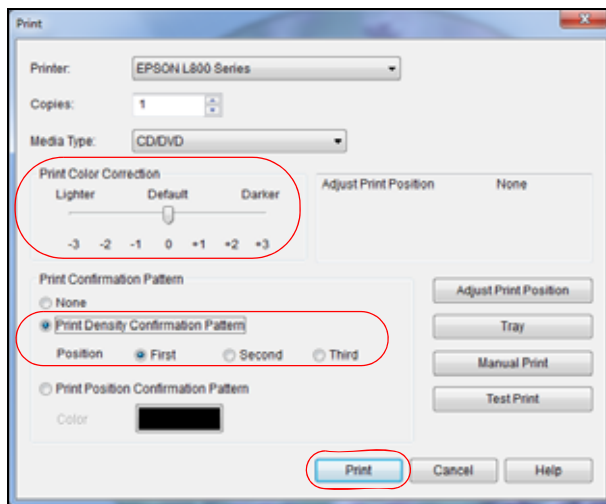 Print
Printer: EPSON L800 Series
Copies: 1
Media Type: CD/DVD
Print Color Correction
Lighter Default Darker
-3 -2 -1 0 +1 +2 +3
Adjust Print Position None
Print Confirmation Pattern
None
Print Density Confirmation Pattern
Position First Second Third
Print Position Confirmation Pattern
Color
Adjust Print Position
Tray
Manual Print
Test Print
Print Cancel Help